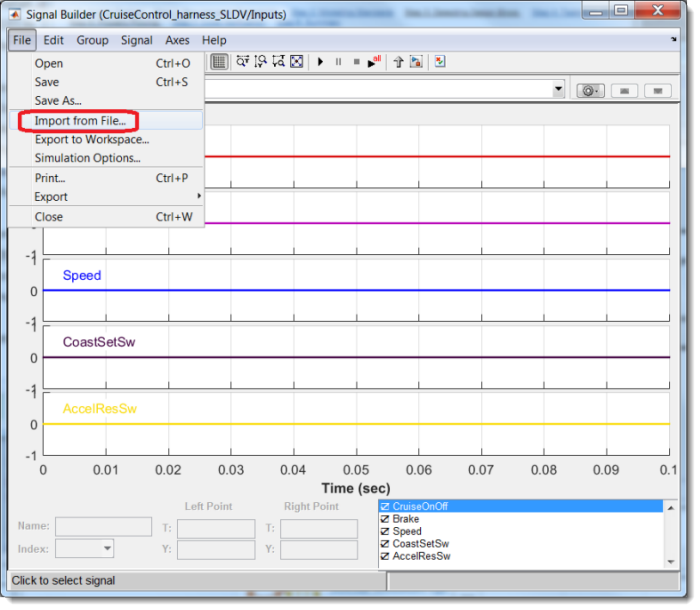 Signal Builder (CruiseControl_harness_SLDV/Inputs)
File Edit Group Signal Axes Help
Open Ctrl+O
Save Ctrl+S
Save As...
Import from File...
Export to Workspace...
Simulation Options...
Print... Ctrl+P
Export
Close Ctrl+W
all
-1
1
Speed
0
-1
1
CoastSetSw
0
-1
1
AccelResSw
0
-1
0 0.01 0.02 0.03 0.04 0.05 0.06 0.07 0.08 0.09 0.1
Time (sec)
Left Point Right Point
Name: T: T:
Index: Y: Y:
CruiseOnOff
Brake
Speed
CoastSetSw
AccelResSw
Click to select signal